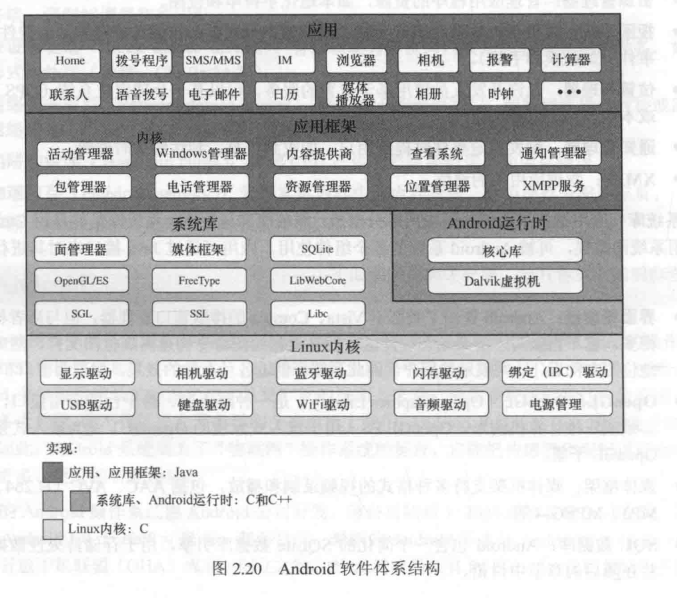 应用
Home 拨号程序 SMS/MMS IM 浏览器 相机 报警 计算器
联系人 语音拨号 电子邮件 日历 媒体播放器 相册 时钟 •••
应用框架
内核
活动管理器 Windows管理器 内容提供商 查看系统 通知管理器
包管理器 电话管理器 资源管理器 位置管理器 XMPP服务
系统库
面管理器 媒体框架 SQLite
OpenGL/ES FreeType LibWebCore
SGL SSL Libc
Android运行时
核心库
Dalvik虚拟机
Linux内核
显示驱动 相机驱动 蓝牙驱动 内存驱动 绑定（IPC）驱动
USB驱动 键盘驱动 WiFi驱动 音频驱动 电源管理
实现:
应用、应用框架：Java
系统库、Android运行时：C和C++
Linux内核：C
图 2.20 Android 软件体系结构